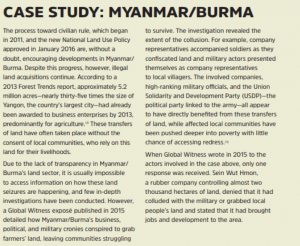 CASE STUDY: MYANMAR/BURMA
The process toward civilian rule, which began
in 2011, and the new National Land Use Policy
approved in January 2016 are, without a
doubt, encouraging developments in Myanmar/
Burma. Despite this progress, however, illegal
land acquisitions continue. According to a
2013 Forest Trends report, approximately 5.3
million acres—nearly thirty-five times the size of
Yangon, the country's largest city—had already
been awarded to business enterprises by 2013,
predominantly for agriculture. These transfers
of land have often taken place without the
consent of local communities, who rely on this
land for their livelihoods.
Due to the lack of transparency in Myanmar/
Burma's land sector, it is usually impossible
to access information on how these land
seizures are happening, and few in-depth
investigations have been conducted. However,
a Global Witness exposé published in 2015
detailed how Myanmar/Burma's business,
political, and military cronies conspired to grab
farmers' land, leaving communities struggling
to survive. The investigation revealed the
extent of the collusion. For example, company
representatives accompanied soldiers as they
confiscated land and military actors presented
themselves as company representatives
to local villagers. The involved companies,
high-ranking military officials, and the Union
Solidarity and Development Party (USDP)—the
political party linked to the army—all appear
to have directly benefited from these transfers
of land, while affected local communities have
been pushed deeper into poverty with little
chance of accessing redress.
When Global Witness wrote in 2015 to the
actors involved in the case above, only one
response was received. Sein Wut Hmon,
a rubber company controlling almost two
thousand hectares of land, denied that it had
colluded with the military or grabbed local
people's land and stated that it had brought
jobs and development to the area.